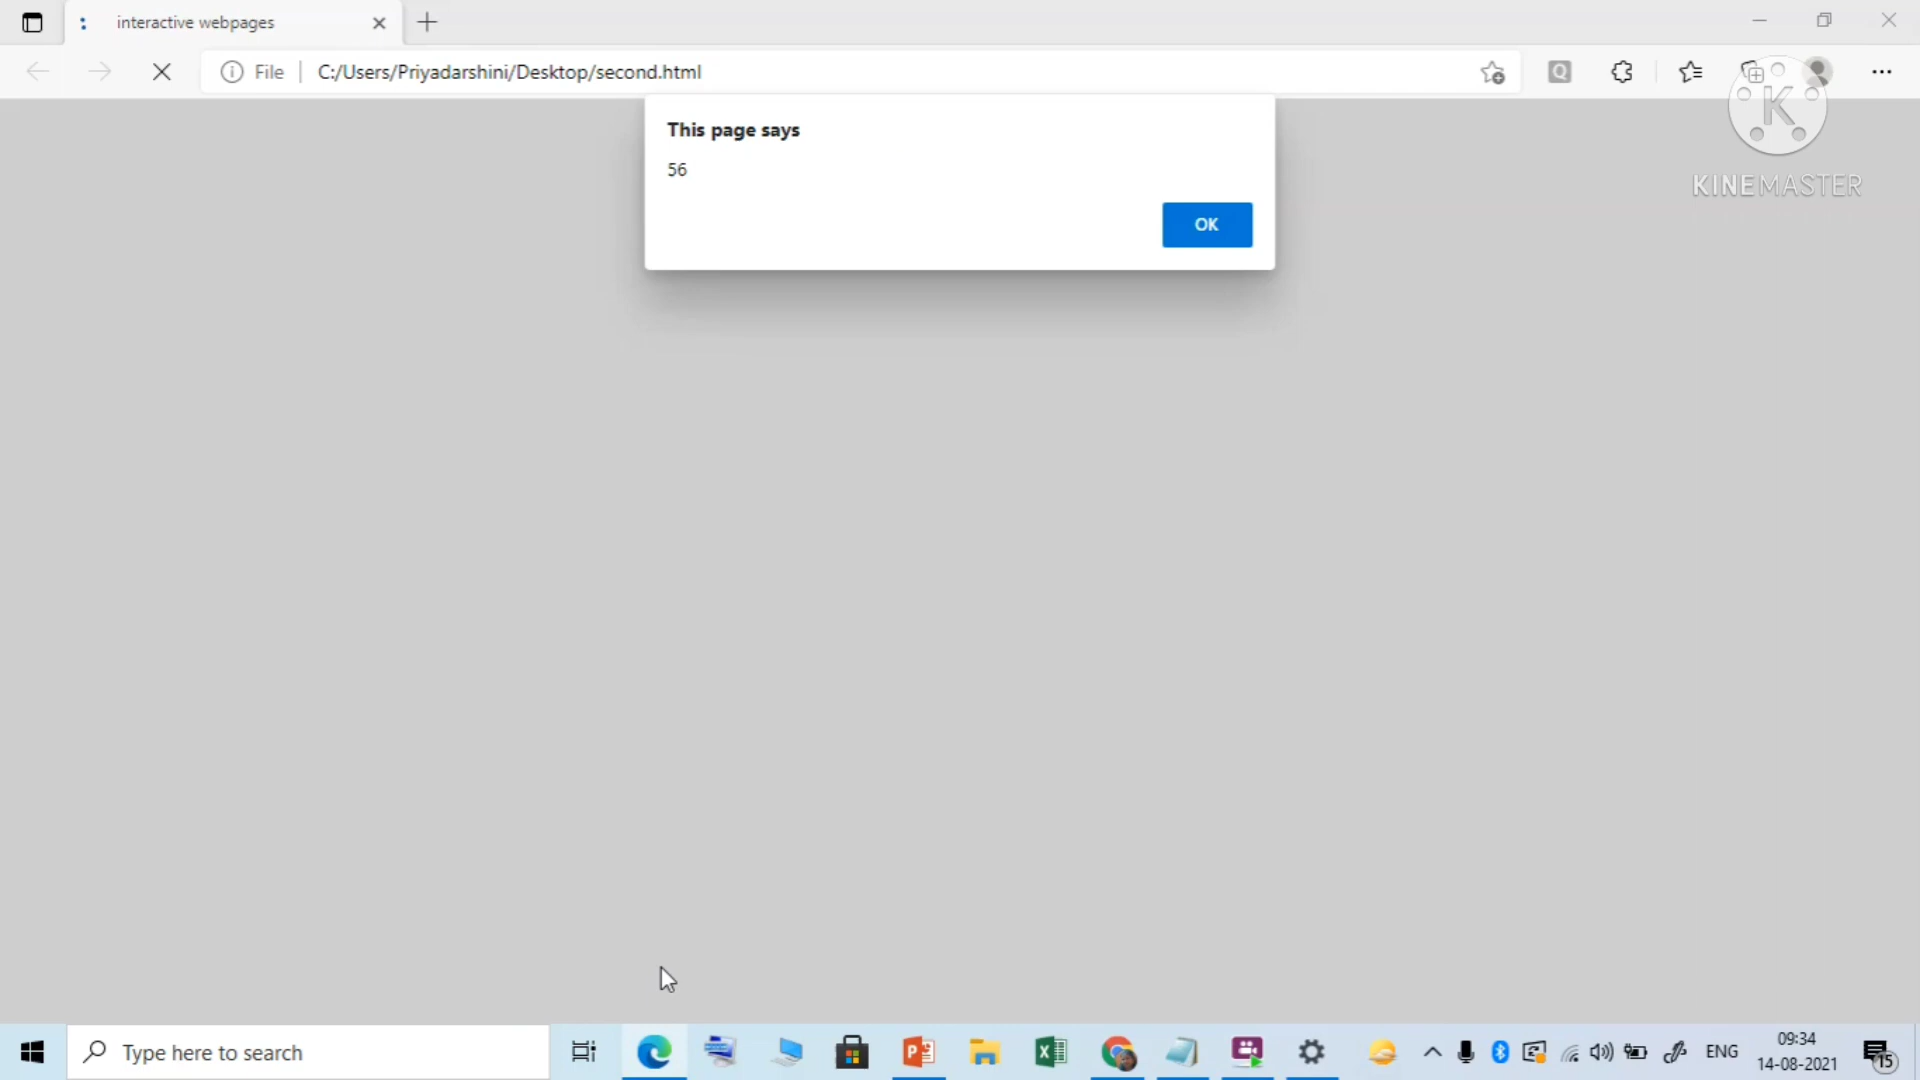 interactive webpages
File
C:/Users/Priyadarshini/Desktop/second.html
Q
K
KINEMASTER
This page says
56
OK
Type here to search
ENG
09:34
14-08-2021
15